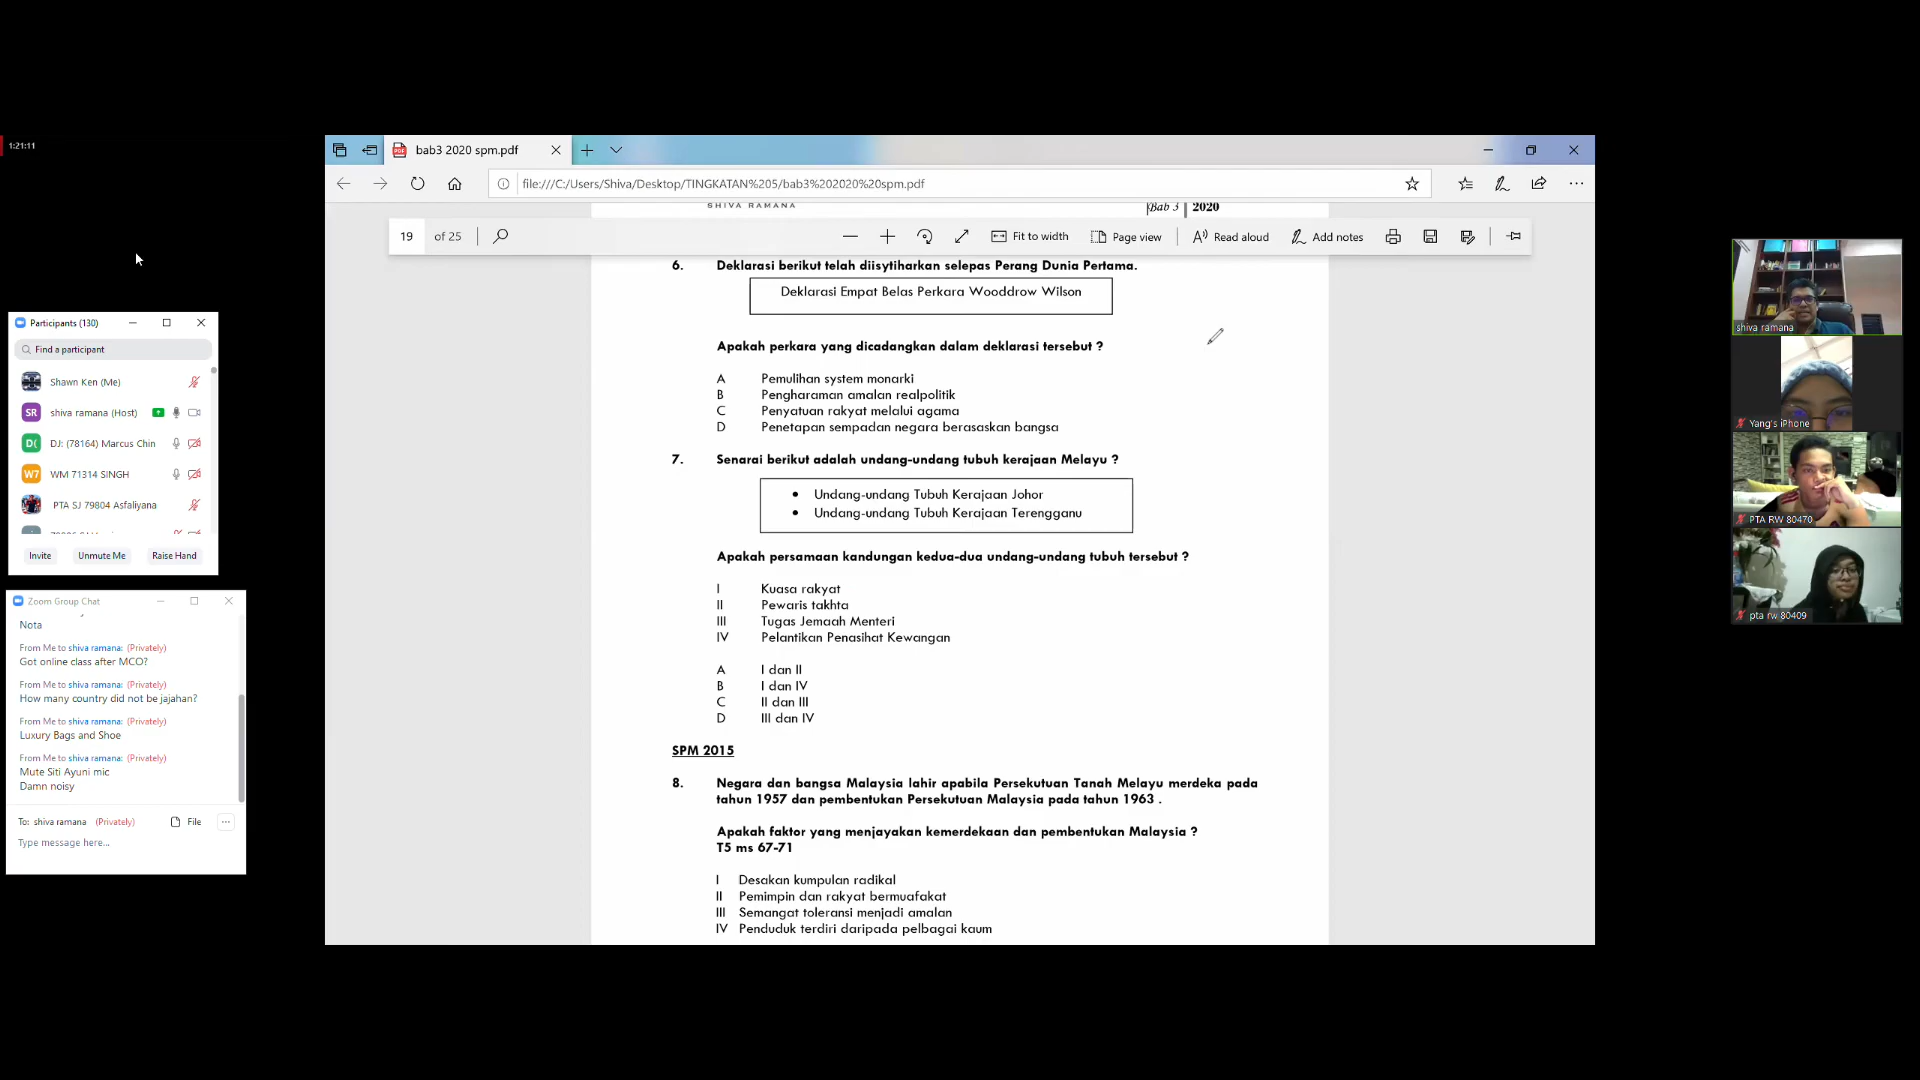 1:21:11
bab3 2020 spm.pdf
file:///C:/Users/Shiva/Desktop/TINGKATAN%205/bab3%202020%20spm.pdf
SHIVA RAMANA
Bab 3 | 2020
19 of 25
Fit to width
Page view
Read aloud
Add notes
6. Deklarasi berikut telah diisytiharkan selepas Perang Dunia Pertama.
Deklarasi Empat Belas Perkara Wooddrow Wilson
Apakah perkara yang dicadangkan dalam deklarasi tersebut ?
A Pemulihan system monarki
B Pengharaman amalan realpolitik
C Penyatuan rakyat melalui agama
D Penetapan sempadan negara berasaskan bangsa
7. Senarai berikut adalah undang-undang tubuh kerajaan Melayu ?
• Undang-undang Tubuh Kerajaan Johor
• Undang-undang Tubuh Kerajaan Terengganu
Apakah persamaan kandungan kedua-dua undang-undang tubuh tersebut ?
I Kuasa rakyat
II Pewaris takhta
III Tugas Jemaah Menteri
IV Pelantikan Penasihat Kewangan
A I dan II
B I dan IV
C II dan III
D III dan IV
SPM 2015
8. Negara dan bangsa Malaysia lahir apabila Persekutuan Tanah Melayu merdeka pada
tahun 1957 dan pembentukan Persekutuan Malaysia pada tahun 1963 .
Apakah faktor yang menjayakan kemerdekaan dan pembentukan Malaysia ?
T5 ms 67-71
I Desakan kumpulan radikal
II Pemimpin dan rakyat bermuafakat
III Semangat toleransi menjadi amalan
IV Penduduk terdiri daripada pelbagai kaum
Participants (130)
Find a participant
Shawn Ken (Me)
SR shiva ramana (Host)
D( DJ: (78164) Marcus Chin
W7 WM 71314 SINGH
PTA SJ 79804 Asfaliyana
Invite
Unmute Me
Raise Hand
Zoom Group Chat
Nota
From Me to shiva ramana: (Privately)
Got online class after MCO?
From Me to shiva ramana: (Privately)
How many country did not be jajahan?
From Me to shiva ramana: (Privately)
Luxury Bags and Shoe
From Me to shiva ramana: (Privately)
Mute Siti Ayuni mic
Damn noisy
To: shiva ramana (Privately)
File
Type message here...
shiva ramana
Yang's iPhone
PTA RW 80470
pta rw 80409